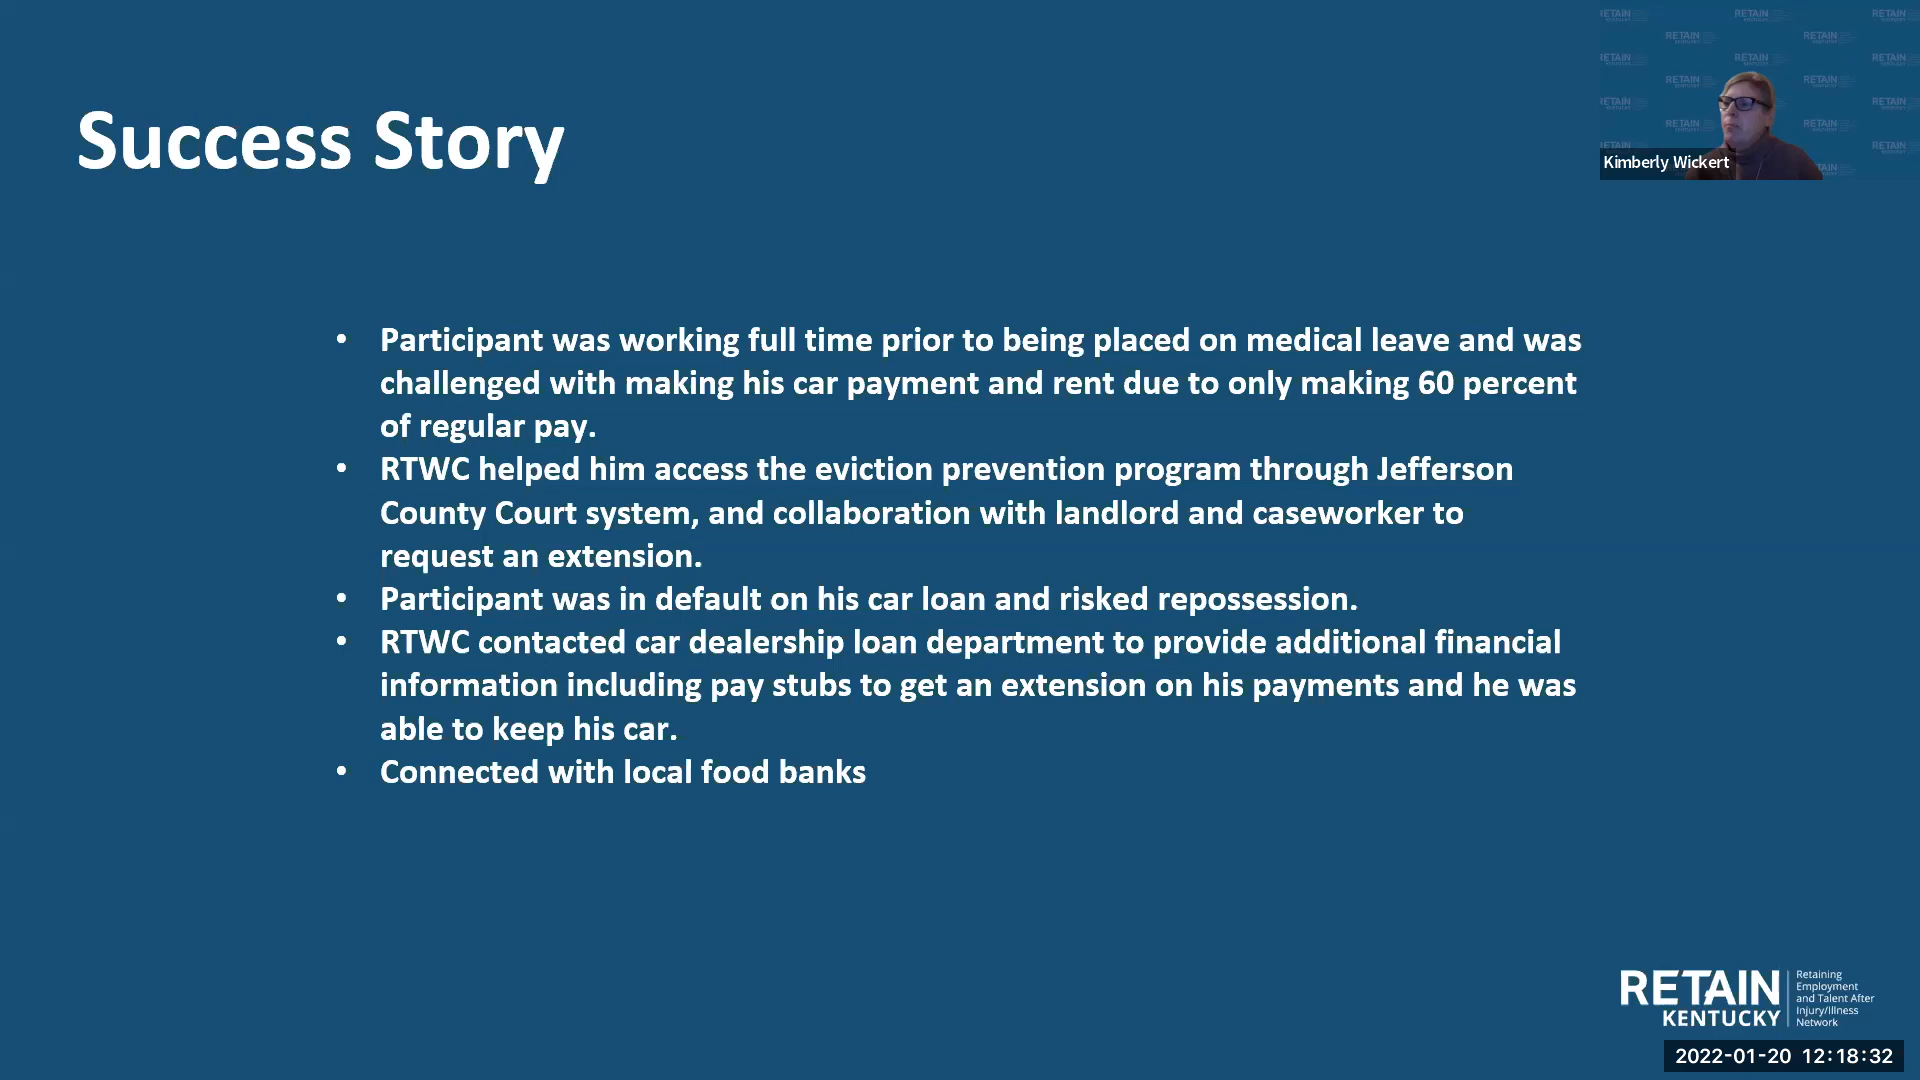 Success Story
Kimberly Wickert
• Participant was working full time prior to being placed on medical leave and was
challenged with making his car payment and rent due to only making 60 percent
of regular pay.
• RTWC helped him access the eviction prevention program through Jefferson
County Court system, and collaboration with landlord and caseworker to
request an extension.
• Participant was in default on his car loan and risked repossession.
• RTWC contacted car dealership loan department to provide additional financial
information including pay stubs to get an extension on his payments and he was
able to keep his car.
• Connected with local food banks
RETAIN
KENTUCKY
Retaining
Employment
and Talent After
Injury/Illness
Network
2022-01-20 12:18:32